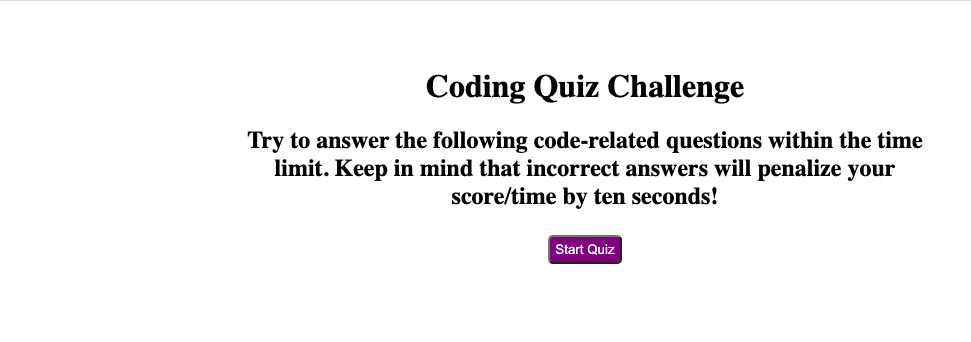 Coding Quiz Challenge
Try to answer the following code-related questions within the time
limit. Keep in mind that incorrect answers will penalize your
score/time by ten seconds!
Start Quiz